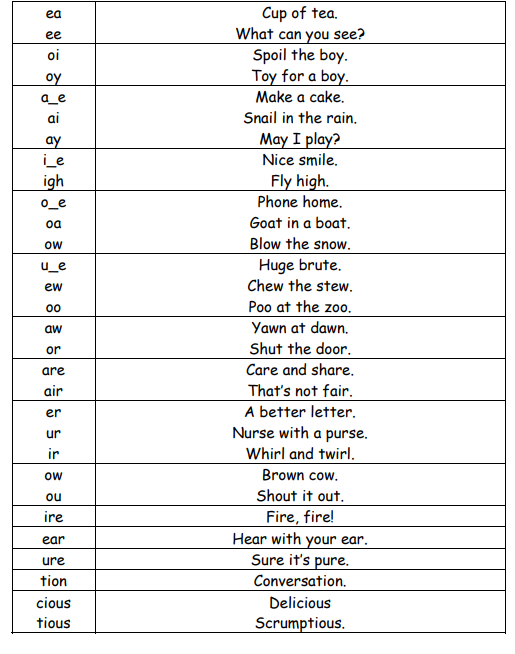 ea Cup of tea.
ee What can you see?
oi Spoil the boy.
oy Toy for a boy.
a_e Make a cake.
ai Snail in the rain.
ay May I play?
i_e Nice smile.
igh Fly high.
o_e Phone home.
oa Goat in a boat.
ow Blow the snow.
u_e Huge brute.
ew Chew the stew.
oo Poo at the zoo.
aw Yawn at dawn.
or Shut the door.
are Care and share.
air That's not fair.
er A better letter.
ur Nurse with a purse.
ir Whirl and twirl.
ow Brown cow.
ou Shout it out.
ire Fire, fire!
ear Hear with your ear.
ure Sure it's pure.
tion Conversation.
cious Delicious
tious Scrumptious.